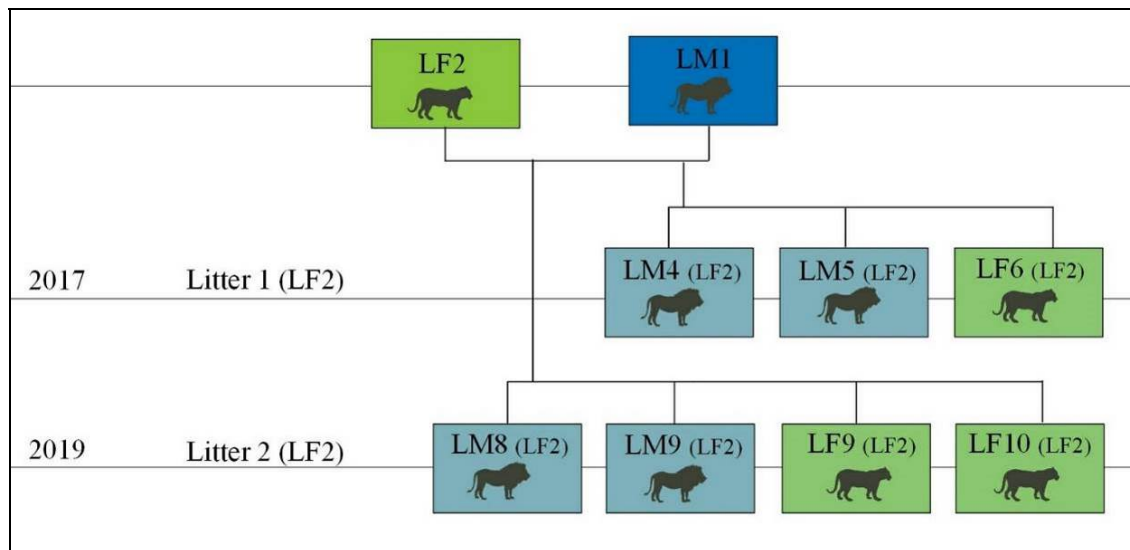 LF2
LM1
2017
Litter 1 (LF2)
LM4 (LF2)
LM5 (LF2)
LF6 (LF2)
2019
Litter 2 (LF2)
LM8 (LF2)
LM9 (LF2)
LF9 (LF2)
LF10 (LF2)